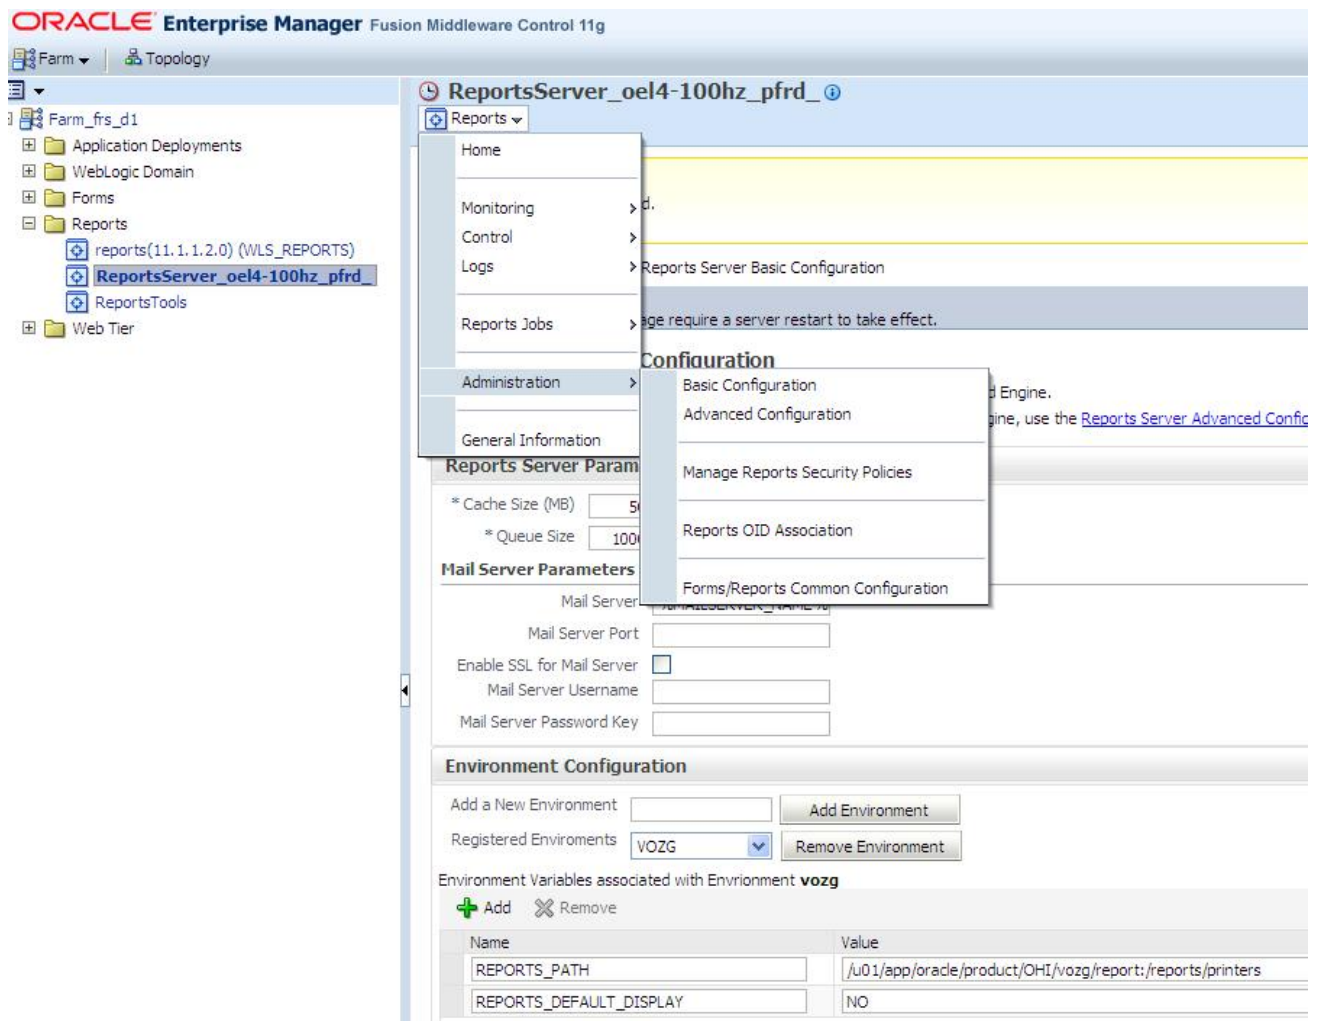 ORACLE Enterprise Manager Fusion Middleware Control 11g
Farm Topology
ReportsServer_oel4-100hz_pfrd_
Reports
Farm_frs_d1
Application Deployments
WebLogic Domain
Forms
Reports
reports(11.1.1.2.0) (WLS_REPORTS)
ReportsServer_oel4-100hz_pfrd_
ReportsTools
Web Tier
Home
Monitoring
d.
Control
Logs
Reports Server Basic Configuration
Reports Jobs
age require a server restart to take effect.
Configuration
Administration
Basic Configuration
d Engine.
Advanced Configuration
gine, use the Reports Server Advanced Config
General Information
Reports Server Param
Manage Reports Security Policies
* Cache Size (MB)
* Queue Size
Reports OID Association
Mail Server Parameters
Forms/Reports Common Configuration
Mail Server %MAILSERVER_NAME%
Mail Server Port
Enable SSL for Mail Server
Mail Server Username
Mail Server Password Key
Environment Configuration
Add a New Environment Add Environment
Registered Enviroments VOZG Remove Environment
Environment Variables associated with Envrionment vozg
Add Remove
Name Value
REPORTS_PATH /u01/app/oracle/product/OHI/vozg/report:/reports/printers
REPORTS_DEFAULT_DISPLAY NO